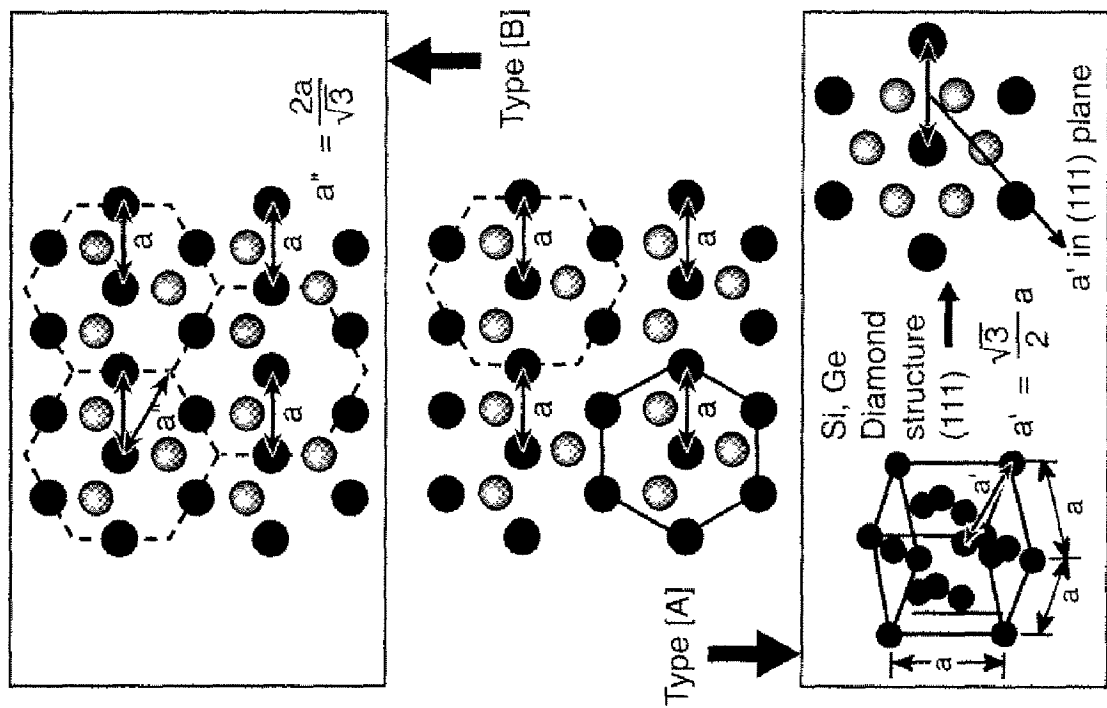 a"
a
a
a
a" = 2a/√3
Type [B]
a
a
a
a
Type [A]
Si, Ge
Diamond
structure
(111)
a' = √3/2 a
a'
a
a
a
a' in (111) plane